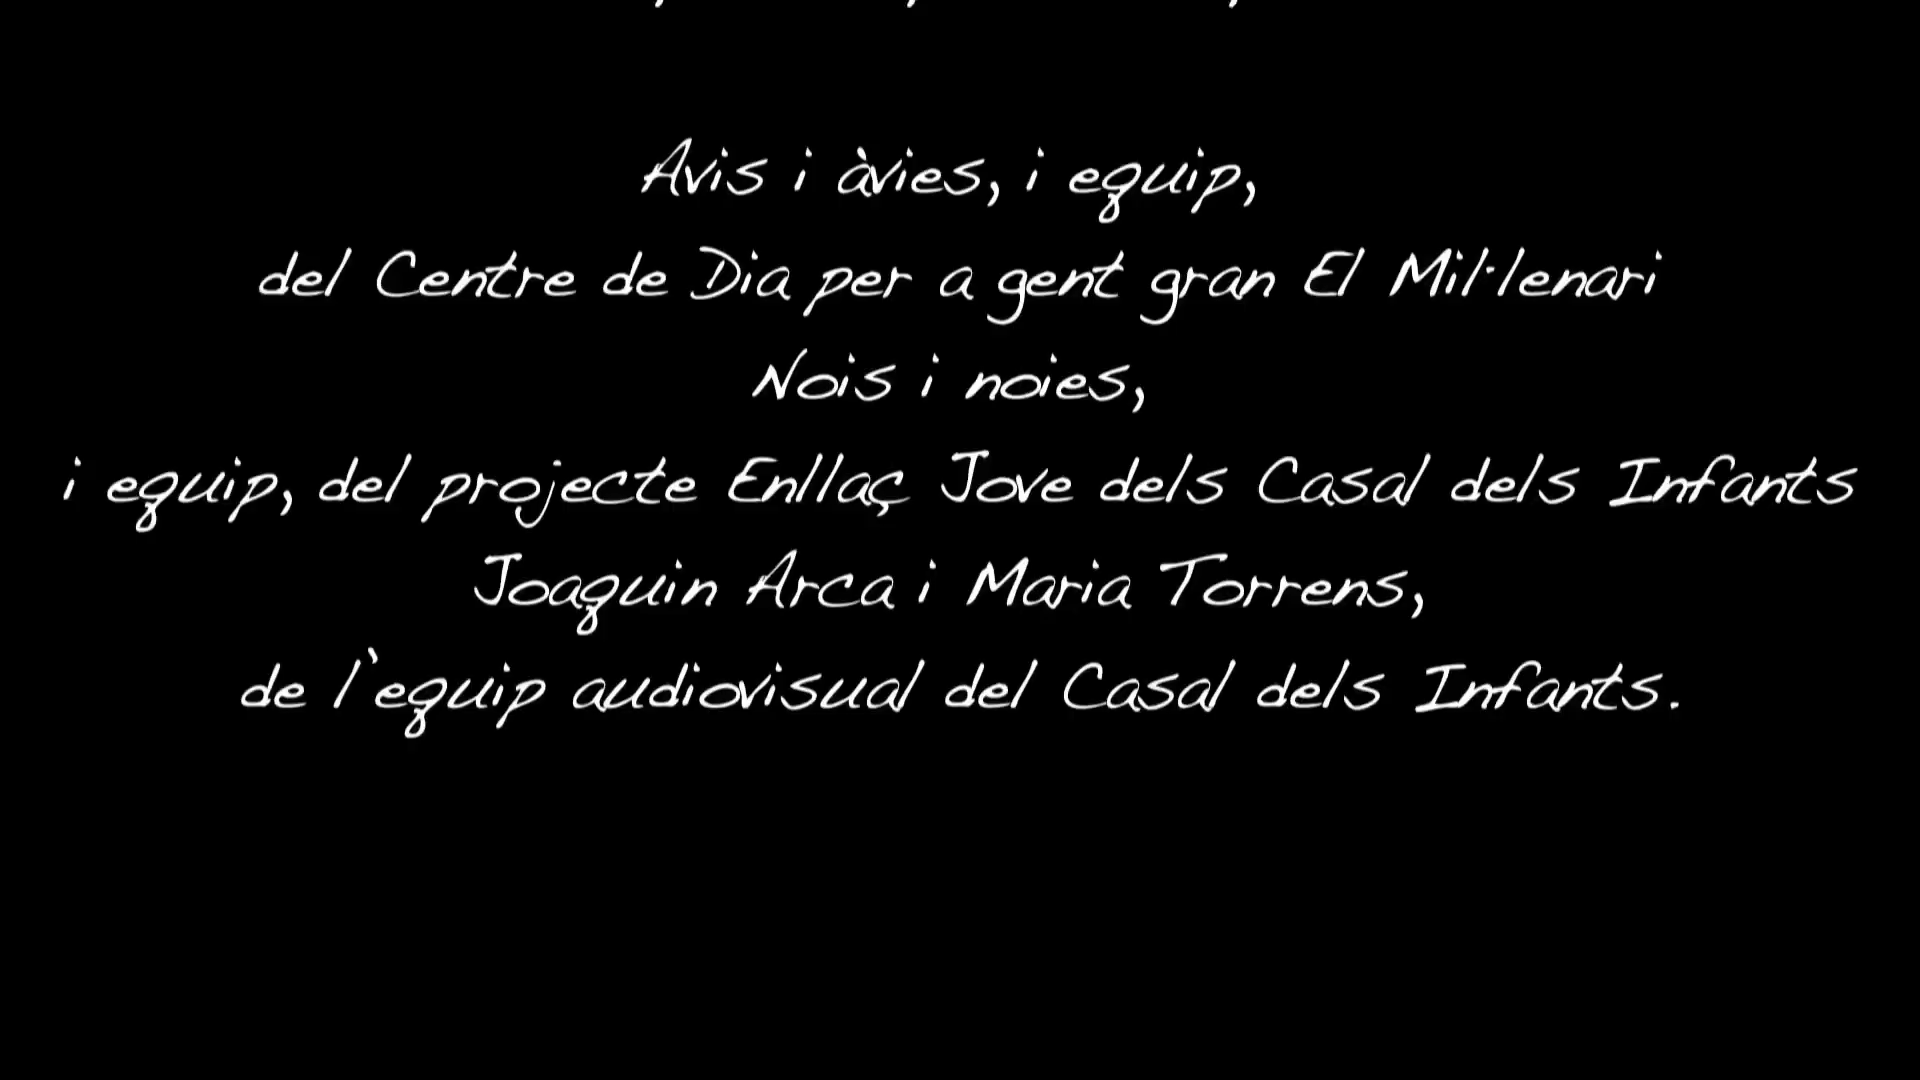 Avis i àvies, i equip,
del Centre de Dia per a gent gran El Mil·lenari
Nois i noies,
i equip, del projecte Enllaç Jove dels Casal dels Infants
Joaquin Arca i Maria Torrens,
de l`equip audiovisual del Casal dels Infants.